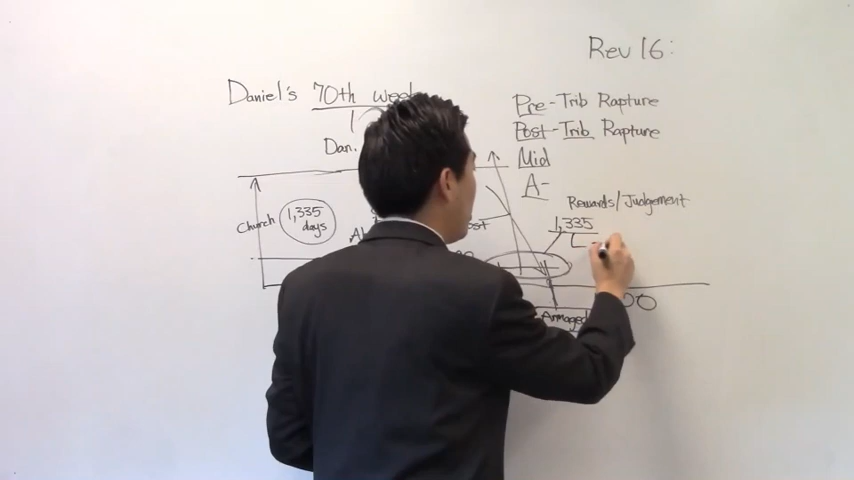 Rev 16:
Daniel's 70th week
Pre-Trib Rapture
Post-Trib Rapture
Dan.
Mid
A-
Rewards/Judgement
Church
1,335
days
1,335